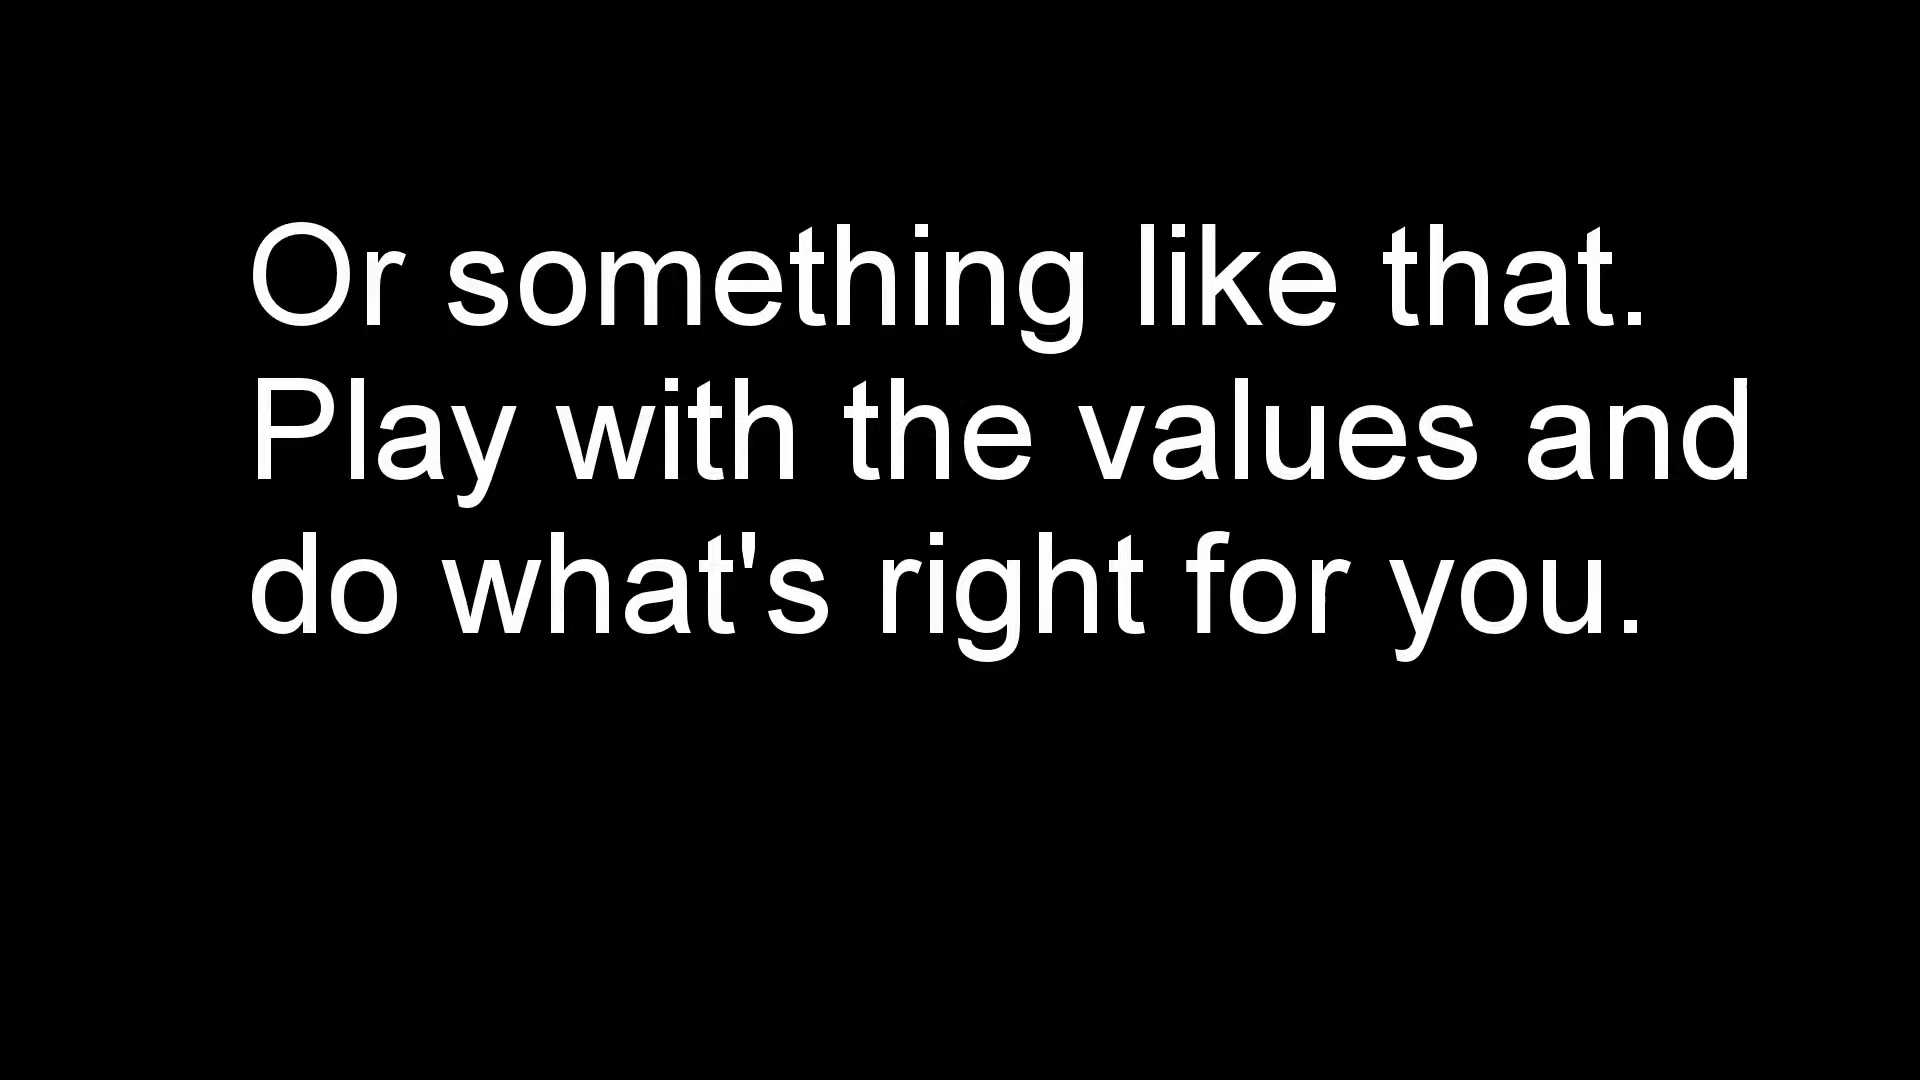 Or something like that.
Play with the values and
do what's right for you.